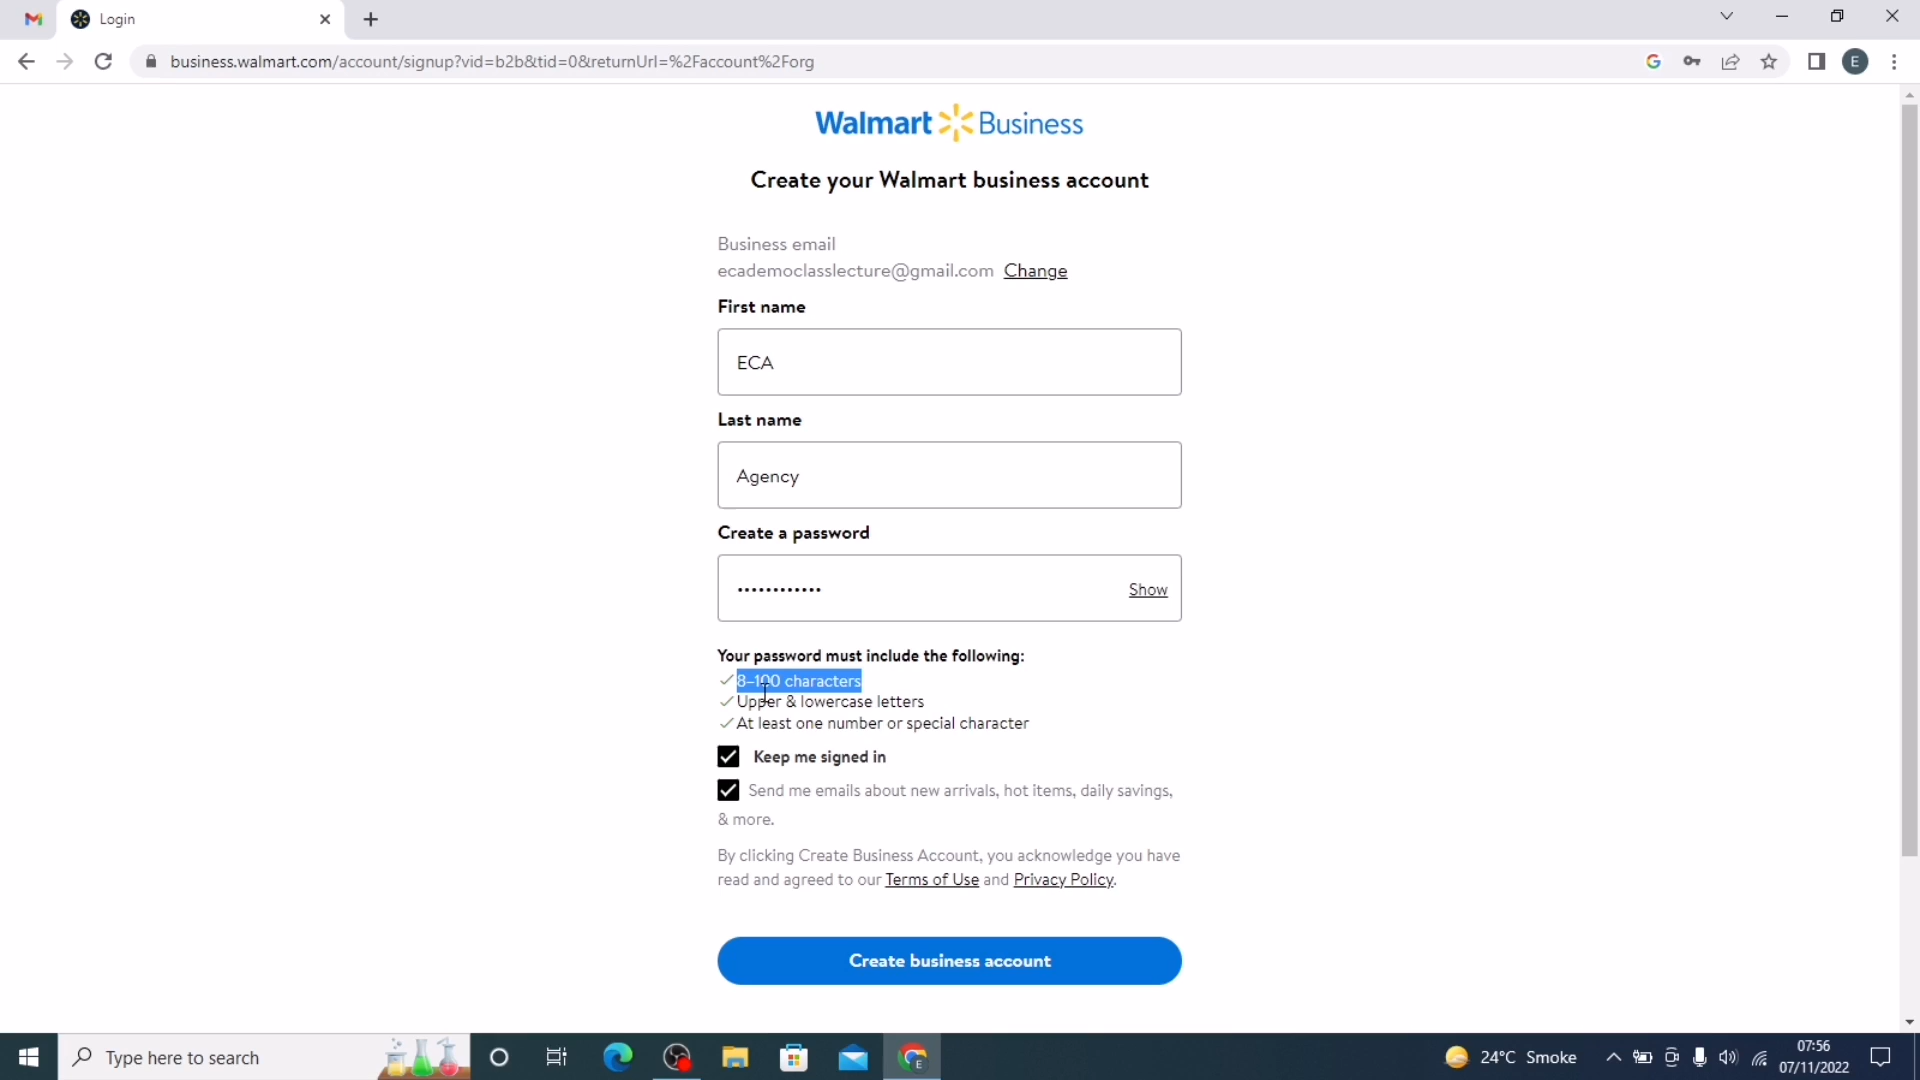 Login
business.walmart.com/account/signup?vid=b2b&tid=0&returnUrl=%2Faccount%2Forg
E
Walmart Business
Create your Walmart business account
Business email
ecademoclasslecture@gmail.com Change
First name
ECA
Last name
Agency
Create a password
............ Show
Your password must include the following:
8–100 characters
Upper & lowercase letters
At least one number or special character
Keep me signed in
Send me emails about new arrivals, hot items, daily savings,
& more.
By clicking Create Business Account, you acknowledge you have
read and agreed to our Terms of Use and Privacy Policy.
Create business account
Type here to search
E
24°C Smoke
07:56
07/11/2022